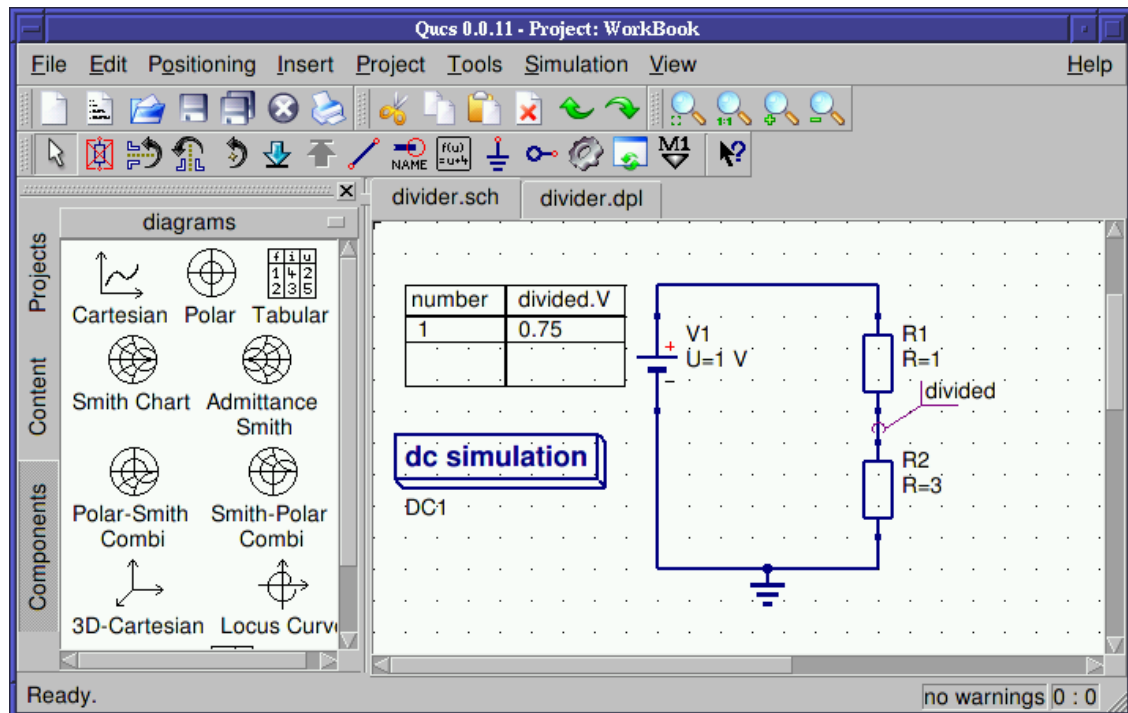 Qucs 0.0.11 - Project: WorkBook
File Edit Positioning Insert Project Tools Simulation View Help
1:1
NAME f(u) =u+4 M1 ?
divider.sch divider.dpl
Projects
Content
Components
diagrams
f i u
1 4 2
2 3 5
Cartesian Polar Tabular
Smith Chart Admittance
Smith
Polar-Smith Smith-Polar
Combi Combi
3D-Cartesian Locus Curv
number divided.V
1 0.75
dc simulation
DC1
V1
U=1 V
+
−
R1
R=1
divided
R2
R=3
Ready.
no warnings 0 : 0